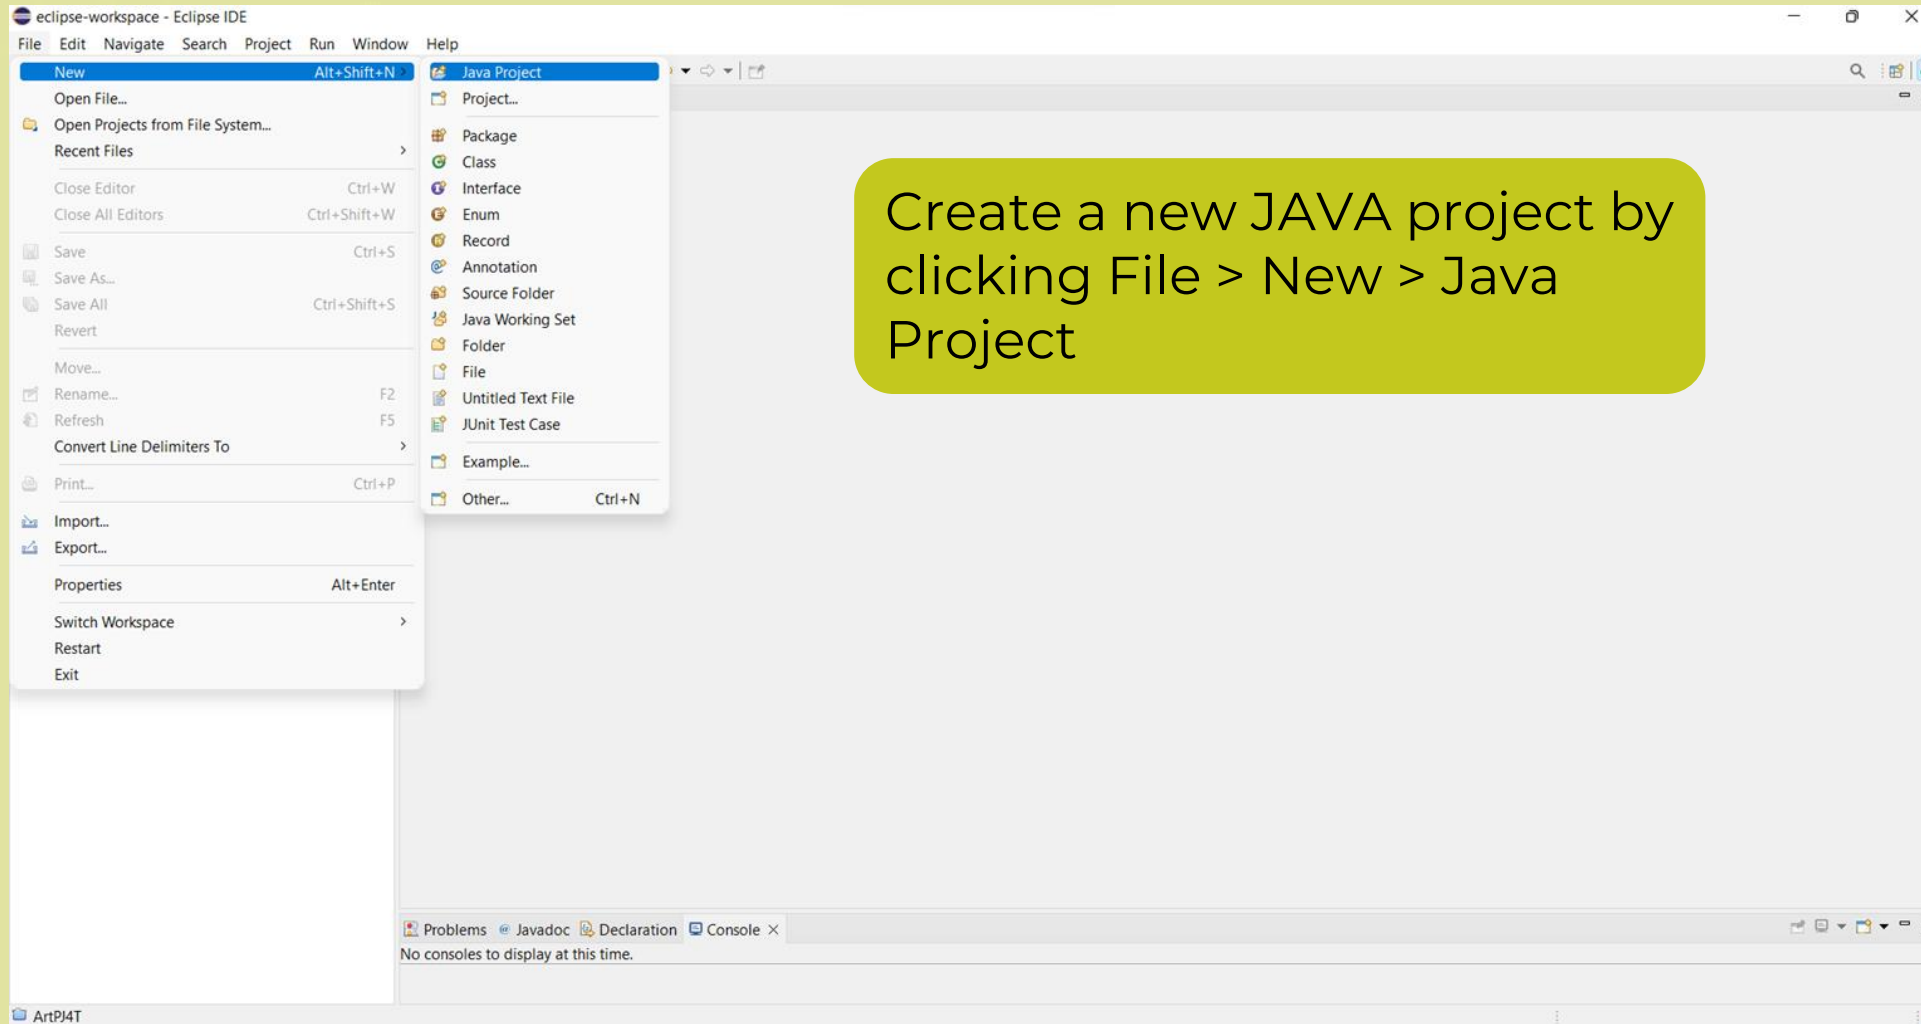 eclipse-workspace - Eclipse IDE
File Edit Navigate Search Project Run Window Help
New Alt+Shift+N
Open File...
Open Projects from File System...
Recent Files
Close Editor Ctrl+W
Close All Editors Ctrl+Shift+W
Save Ctrl+S
Save As...
Save All Ctrl+Shift+S
Revert
Move...
Rename... F2
Refresh F5
Convert Line Delimiters To
Print... Ctrl+P
Import...
Export...
Properties Alt+Enter
Switch Workspace
Restart
Exit
Java Project
Project...
Package
Class
Interface
Enum
Record
Annotation
Source Folder
Java Working Set
Folder
File
Untitled Text File
JUnit Test Case
Example...
Other... Ctrl+N
Create a new JAVA project by
clicking File > New > Java
Project
Problems Javadoc Declaration Console
No consoles to display at this time.
ArtPJ4T